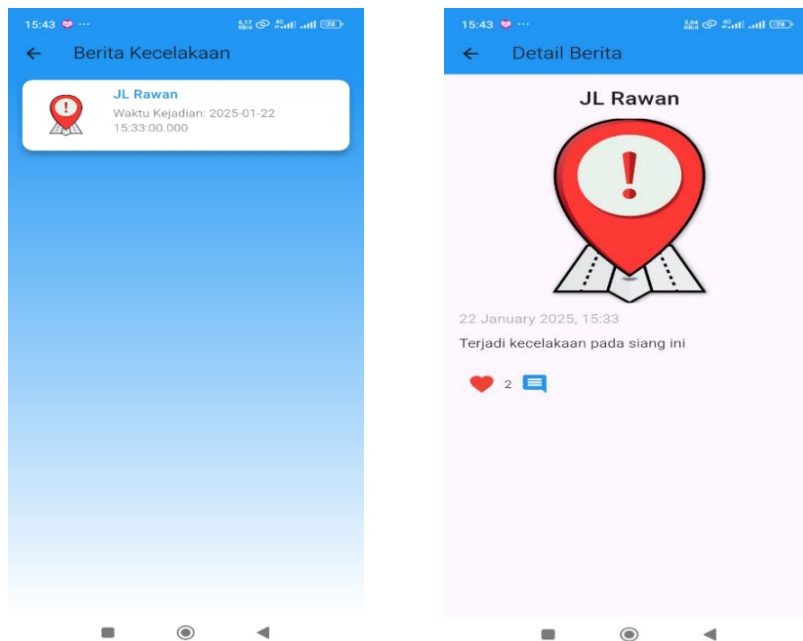 15:43
Berita Kecelakaan
JL Rawan
Waktu Kejadian: 2025-01-22
15:33:00.000
15:43
Detail Berita
JL Rawan
22 January 2025, 15:33
Terjadi kecelakaan pada siang ini
2